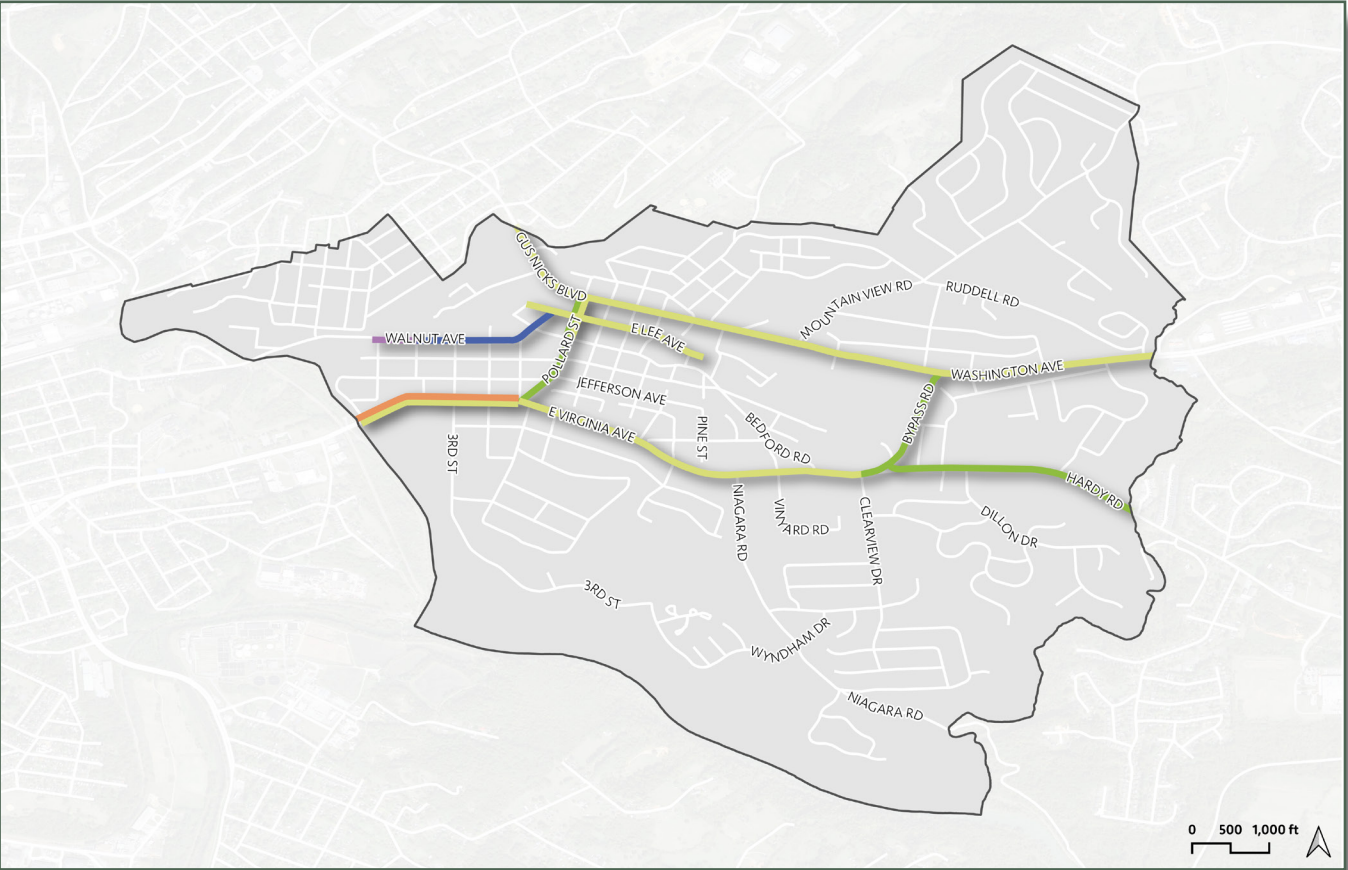 GUS NICKS BLVD
MOUNTAIN VIEW RD
RUDDELL RD
WALNUT AVE
POLLARD ST
E LEE AVE
WASHINGTON AVE
JEFFERSON AVE
BYPASS RD
E VIRGINIA AVE
3RD ST
PINE ST
BEDFORD RD
HARDY RD
NIAGARA RD
VINYARD RD
CLEARVIEW DR
DILLON DR
3RD ST
WYNDHAM DR
NIAGARA RD
0 500 1,000 ft